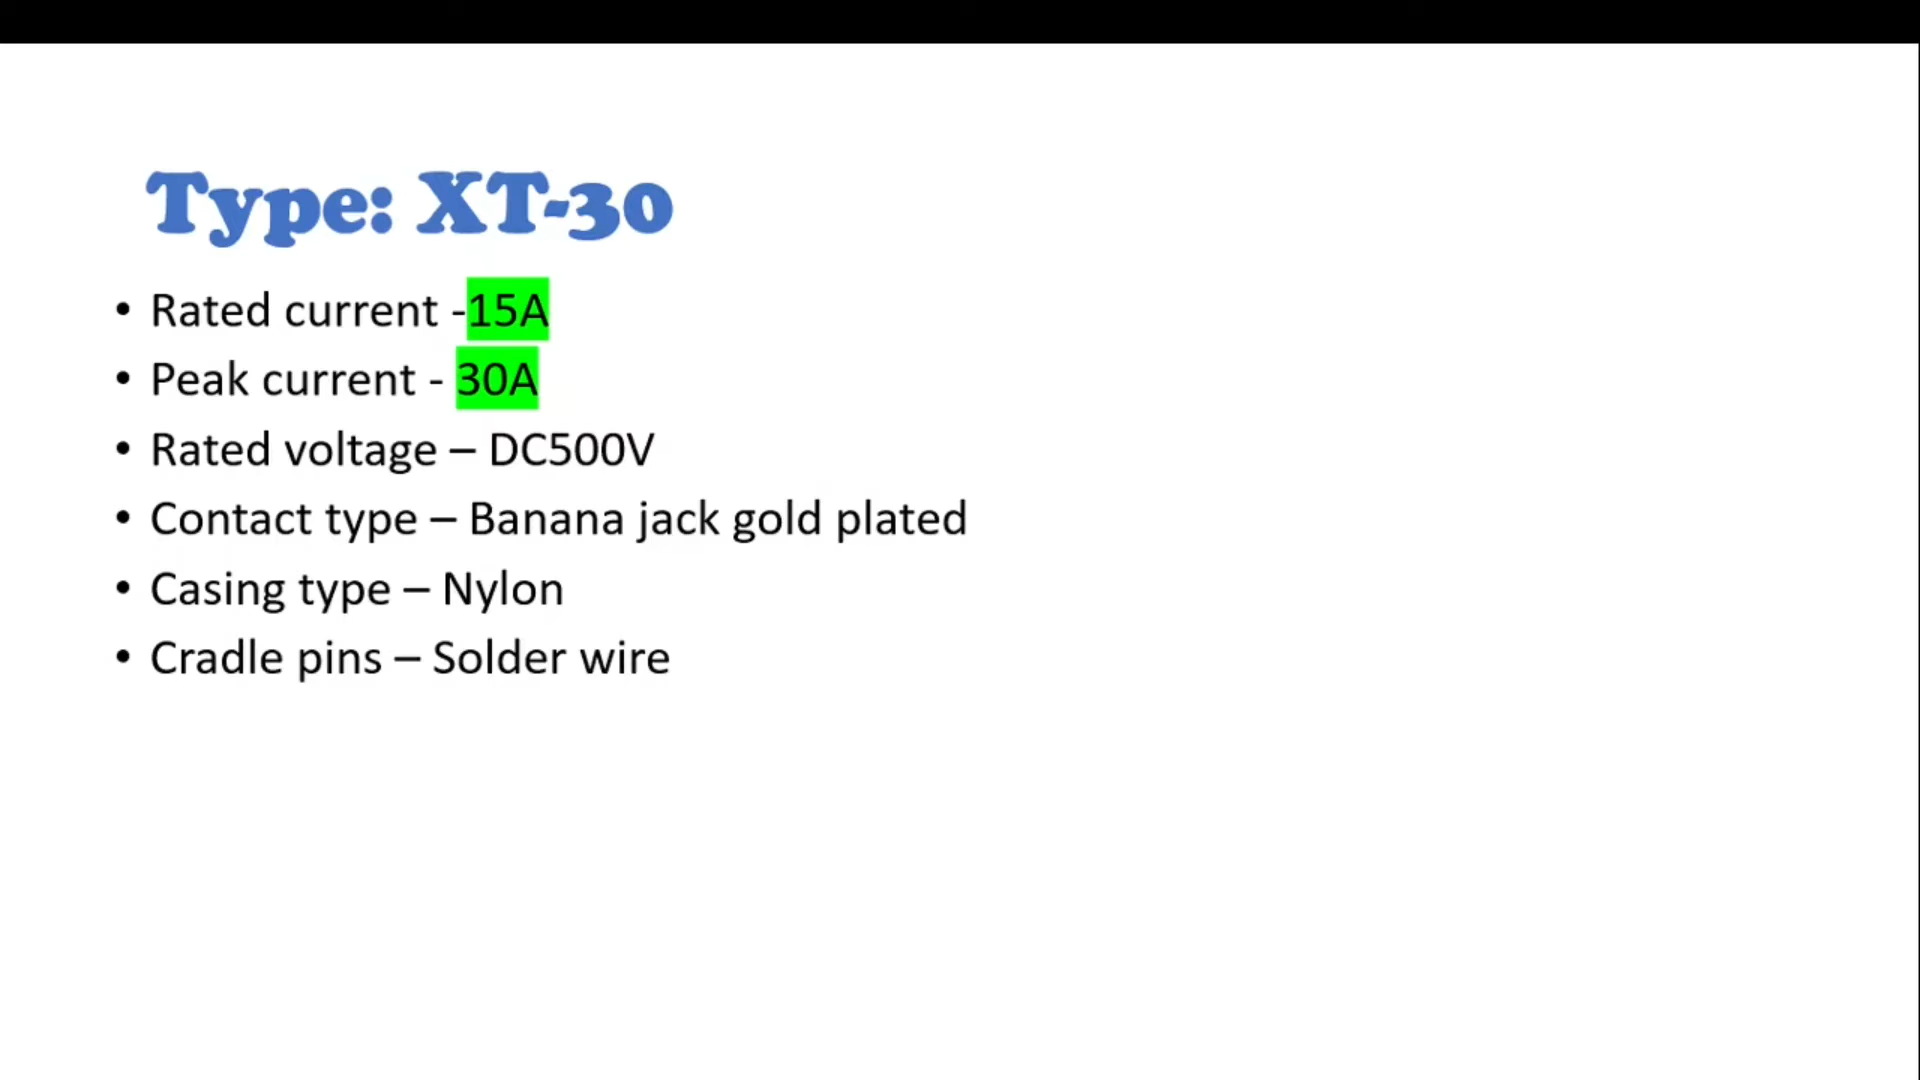 Type: XT-30
• Rated current -15A
• Peak current - 30A
• Rated voltage – DC500V
• Contact type – Banana jack gold plated
• Casing type – Nylon
• Cradle pins – Solder wire